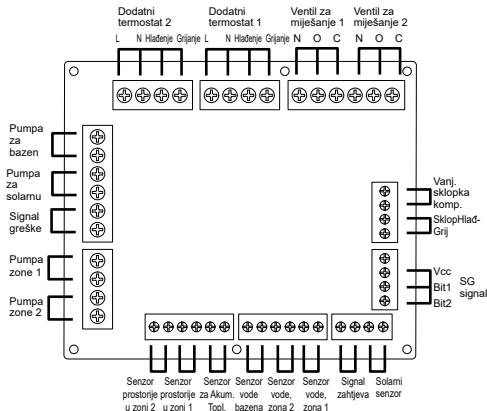 Dodatni
termostat 2
L N Hlađenje Grijanje
Dodatni
termostat 1
L N Hlađenje Grijanje
Ventil za
miješanje 1
N O C
Ventil za
miješanje 2
N O C
Pumpa
za
bazen
Pumpa
za
solarnu
Signal
greške
Pumpa
zone 1
Pumpa
zone 2
Vanj.
sklopka
komp.
SklopHlađ-
Grij
Vcc
Bit1
Bit2
SG
signal
Senzor
prostorije
u zoni 2
Senzor
prostorije
u zoni 1
Senzor
za Akum.
Topl.
Senzor
vode
bazena
Senzor
vode,
zona 2
Senzor
vode,
zona 1
Signal
zahtjeva
Solarni
senzor